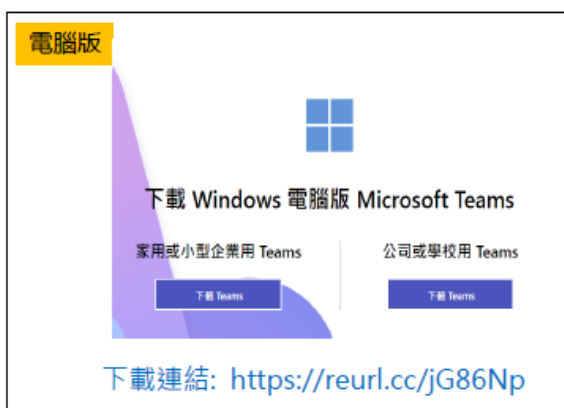 電腦版
下載 Windows 電腦版 Microsoft Teams
家用或小型企業用 Teams
公司或學校用 Teams
下載 Teams
下載 Teams
下載連結: https://reurl.cc/jG86Np